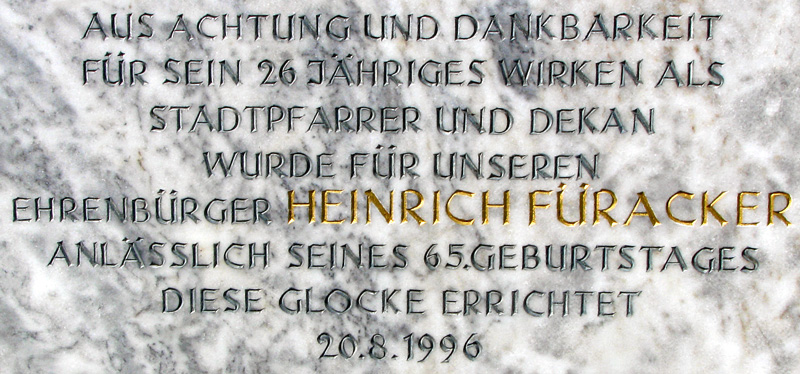 AUS ACHTUNG UND DANKBARKEIT
FÜR SEIN 26 JÄHRIGES WIRKEN ALS
STADTPFARRER UND DEKAN
WURDE FÜR UNSEREN
EHRENBÜRGER HEINRICH FÜRACKER
ANLÄSSLICH SEINES 65.GEBURTSTAGES
DIESE GLOCKE ERRICHTET
20.8.1996